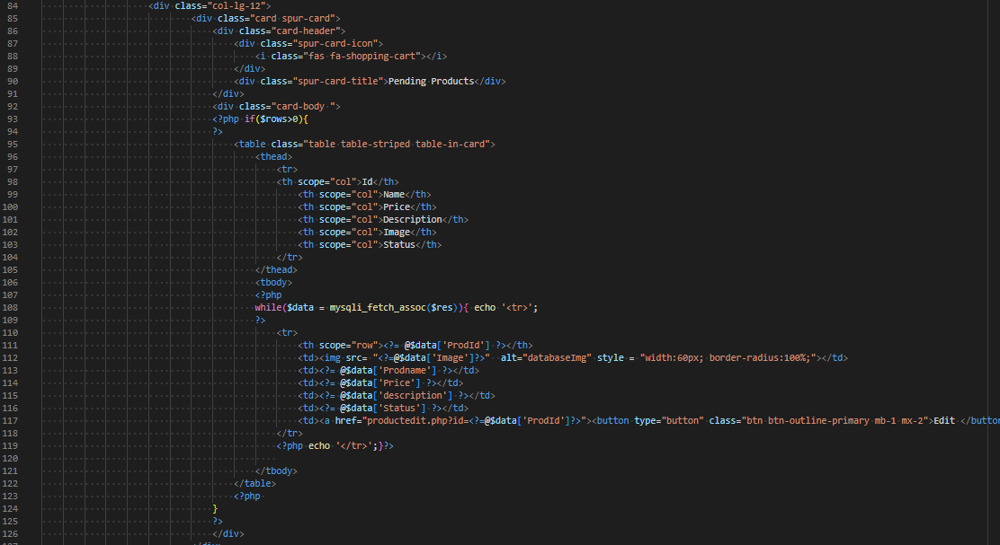 84 <div class="col-lg-12">
85 <div class="card spur-card">
86 <div class="card-header">
87 <div class="spur-card-icon">
88 <i class="fas fa-shopping-cart"></i>
89 </div>
90 <div class="spur-card-title">Pending Products</div>
91 </div>
92 <div class="card-body ">
93 <?php if($rows>0){
94 ?>
95 <table class="table table-striped table-in-card">
96 <thead>
97 <tr>
98 <th scope="col">Id</th>
99 <th scope="col">Name</th>
100 <th scope="col">Price</th>
101 <th scope="col">Description</th>
102 <th scope="col">Image</th>
103 <th scope="col">Status</th>
104 </tr>
105 </thead>
106 <tbody>
107 <?php
108 while($data = mysqli_fetch_assoc($res)){ echo '<tr>';
109 ?>
110 <tr>
111 <th scope="row"><?= @$data['ProdId'] ?></th>
112 <td><img src= "<?=@$data['Image']?>"  alt="databaseImg" style = "width:60px; border-radius:100%;"></td>
113 <td><?= @$data['Prodname'] ?></td>
114 <td><?= @$data['Price'] ?></td>
115 <td><?= @$data['description'] ?></td>
116 <td><?= @$data['Status'] ?></td>
117 <td><a href="productedit.php?id=<?=@$data['ProdId']?>"><button type="button" class="btn btn-outline-primary mb-1 mx-2">Edit </button
118 </tr>
119 <?php echo '</tr>';}?>
120
121 </tbody>
122 </table>
123 <?php
124 }
125 ?>
126 </div>